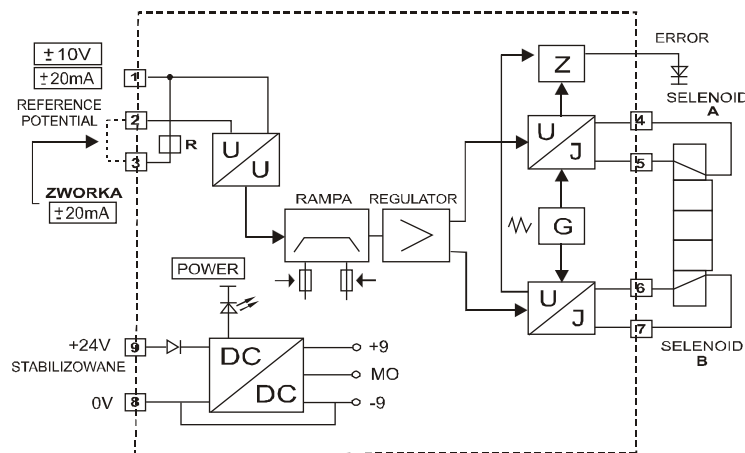 ±10V
±20mA
REFERENCE
POTENTIAL
ZWORKA
±20mA
1
2
3
R
U
U
RAMPA
REGULATOR
POWER
+24V
STABILIZOWANE
0V
9
8
DC
DC
+9
MO
-9
Z
U
J
G
U
J
ERROR
SELENOID
A
4
5
6
7
SELENOID
B